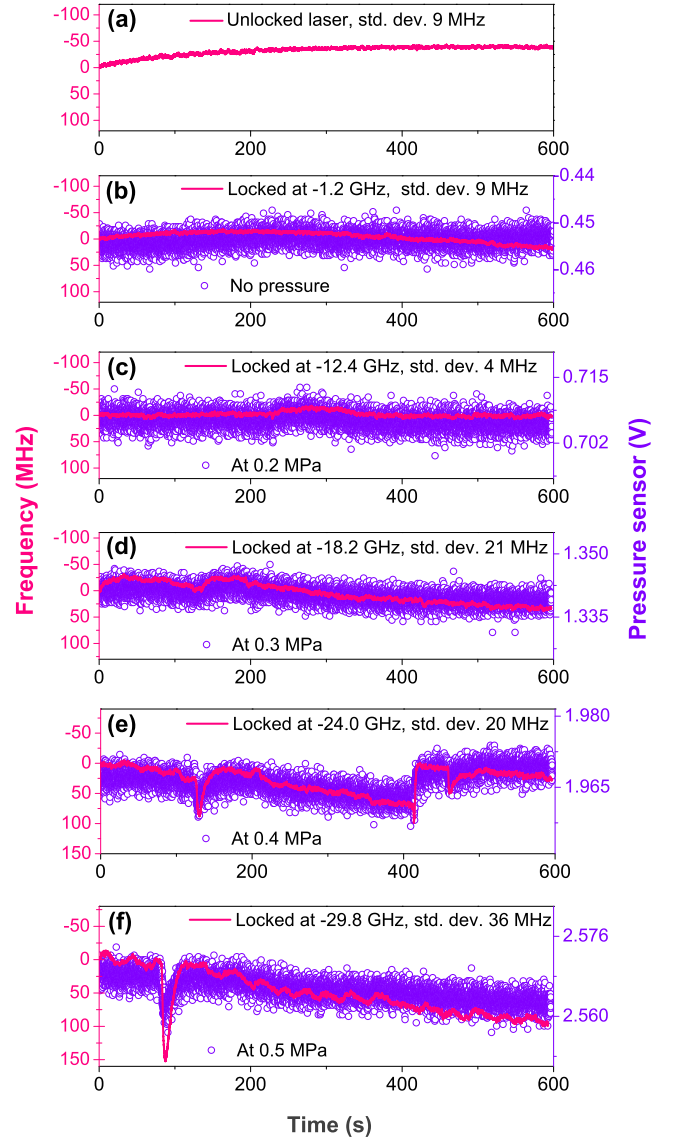 (a)
Unlocked laser, std. dev. 9 MHz
-100
-50
0
50
100
0 200 400 600
(b)
Locked at -1.2 GHz, std. dev. 9 MHz
-100
-50
0
50
100
0.44
0.453
0.456
No pressure
0 200 400 600
(c)
Locked at -12.4 GHz, std. dev. 4 MHz
-100
-50
0
50
100
0.715
0.702
At 0.2 MPa
0 200 400 600
(d)
Locked at -18.2 GHz, std. dev. 21 MHz
-100
-50
0
50
100
1.350
1.335
At 0.3 MPa
0 200 400 600
(e)
Locked at -24.0 GHz, std. dev. 20 MHz
-50
0
50
100
150
1.980
1.965
At 0.4 MPa
0 200 400 600
(f)
Locked at -29.8 GHz, std. dev. 36 MHz
-50
0
50
100
150
2.576
2.560
At 0.5 MPa
0 200 400 600
Frequency (MHz)
Pressure sensor (V)
Time (s)